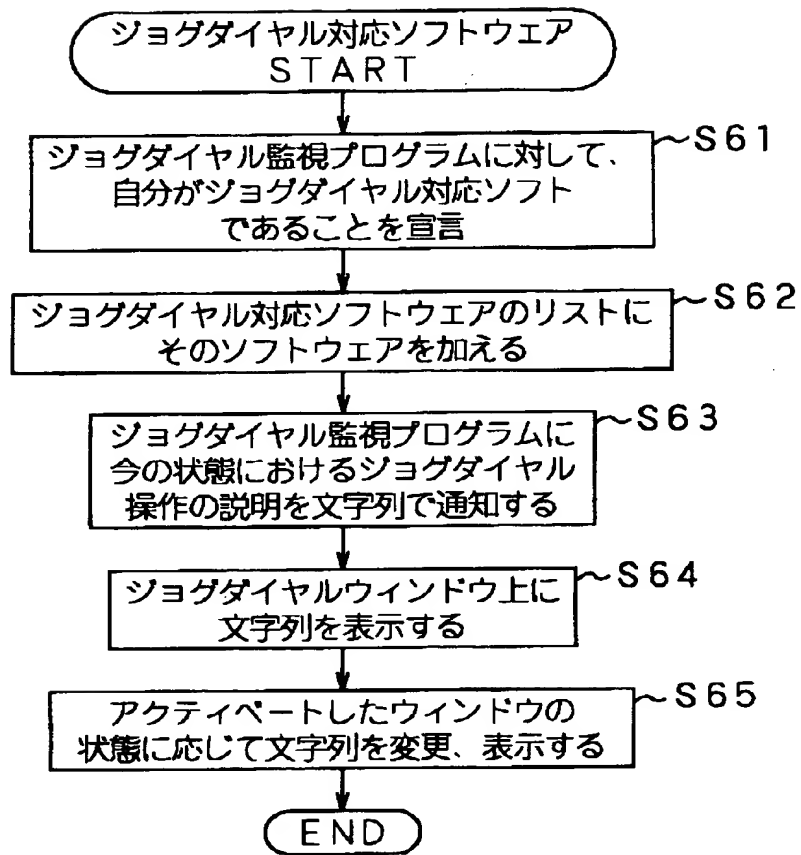 ジョグダイヤル対応ソフトウェア
START
S61
ジョグダイヤル監視プログラムに対して、
自分がジョグダイヤル対応ソフト
であることを宣言
S62
ジョグダイヤル対応ソフトウェアのリストに
そのソフトウェアを加える
S63
ジョグダイヤル監視プログラムに
今の状態におけるジョグダイヤル
操作の説明を文字列で通知する
S64
ジョグダイヤルウィンドウ上に
文字列を表示する
S65
アクティベートしたウィンドウの
状態に応じて文字列を変更、表示する
END